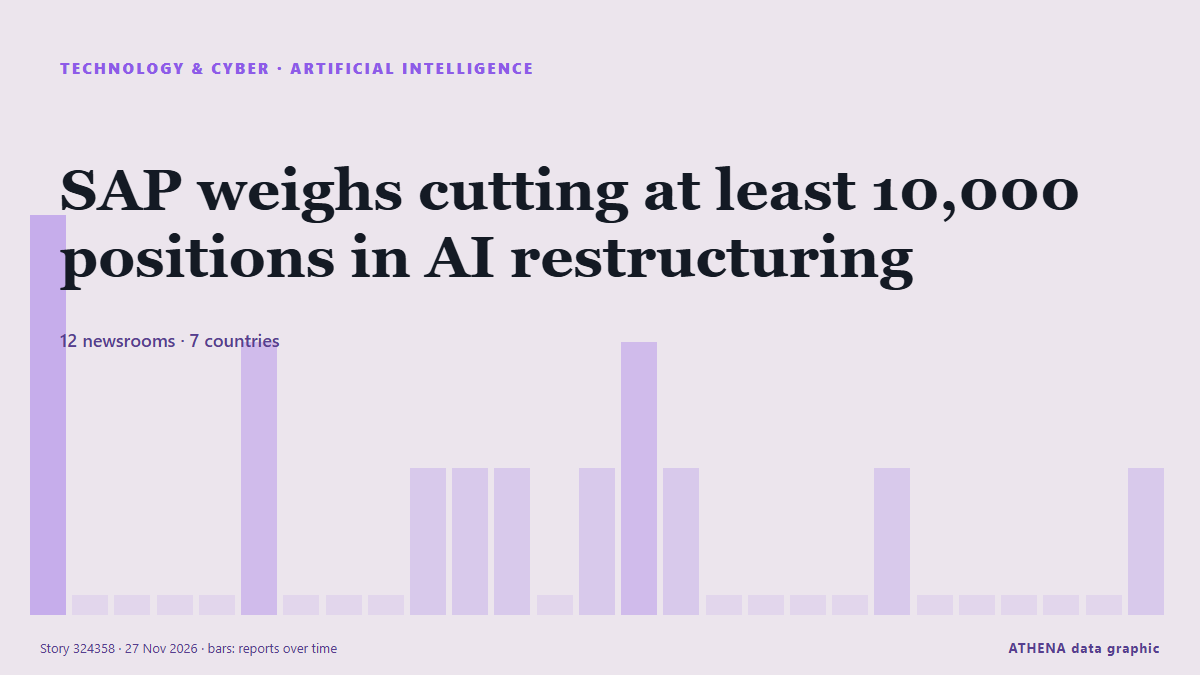 TECHNOLOGY & CYBER · ARTIFICIAL INTELLIGENCE
SAP weighs cutting at least 10,000
positions in AI restructuring
12 newsrooms · 7 countries
Story 324358 · 27 Nov 2026 · bars: reports over time
ATHENA data graphic